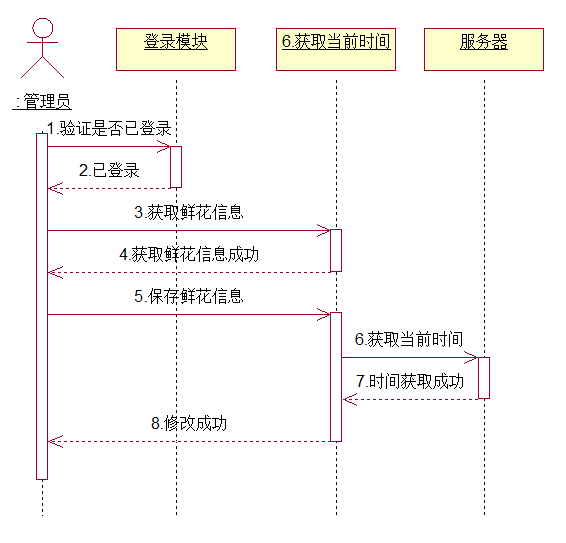 登录模块
6.获取当前时间
服务器
:管理员
1.验证是否已登录
2.已登录
3.获取鲜花信息
4.获取鲜花信息成功
5.保存鲜花信息
6.获取当前时间
7.时间获取成功
8.修改成功